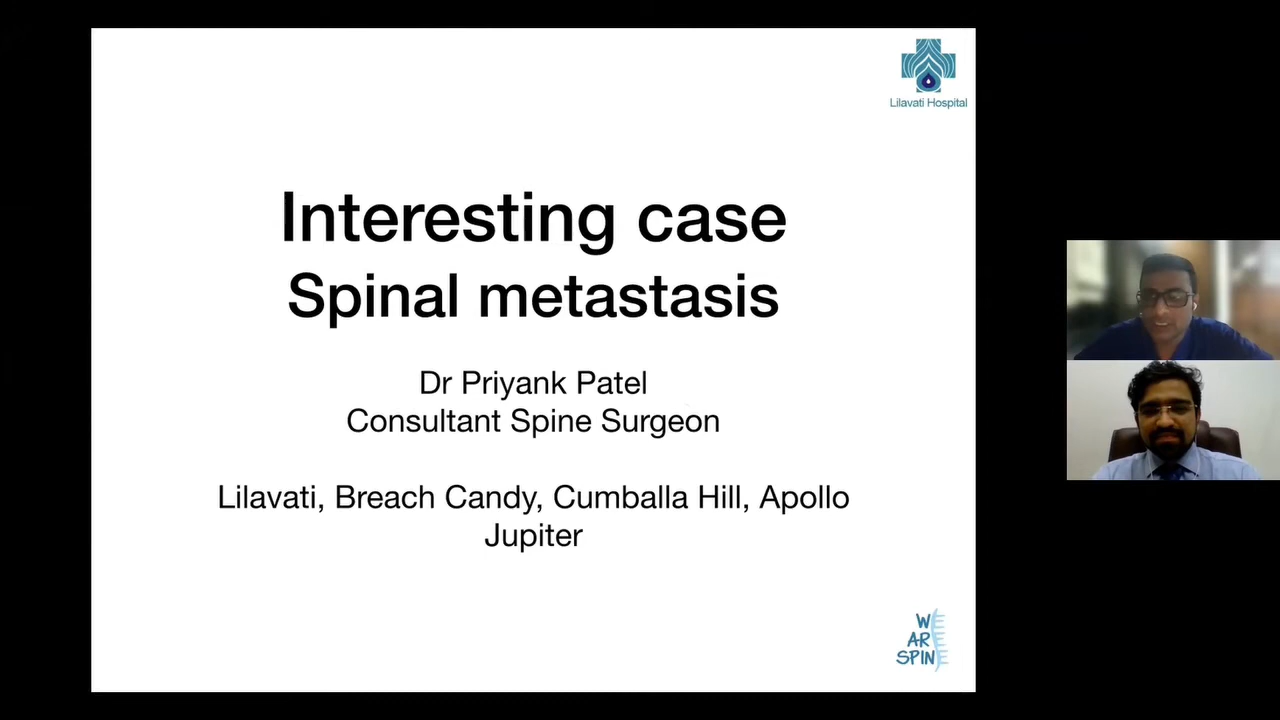 Lilavati Hospital
Interesting case
Spinal metastasis
Dr Priyank Patel
Consultant Spine Surgeon
Lilavati, Breach Candy, Cumballa Hill, Apollo
Jupiter
WE
ARE
SPINE